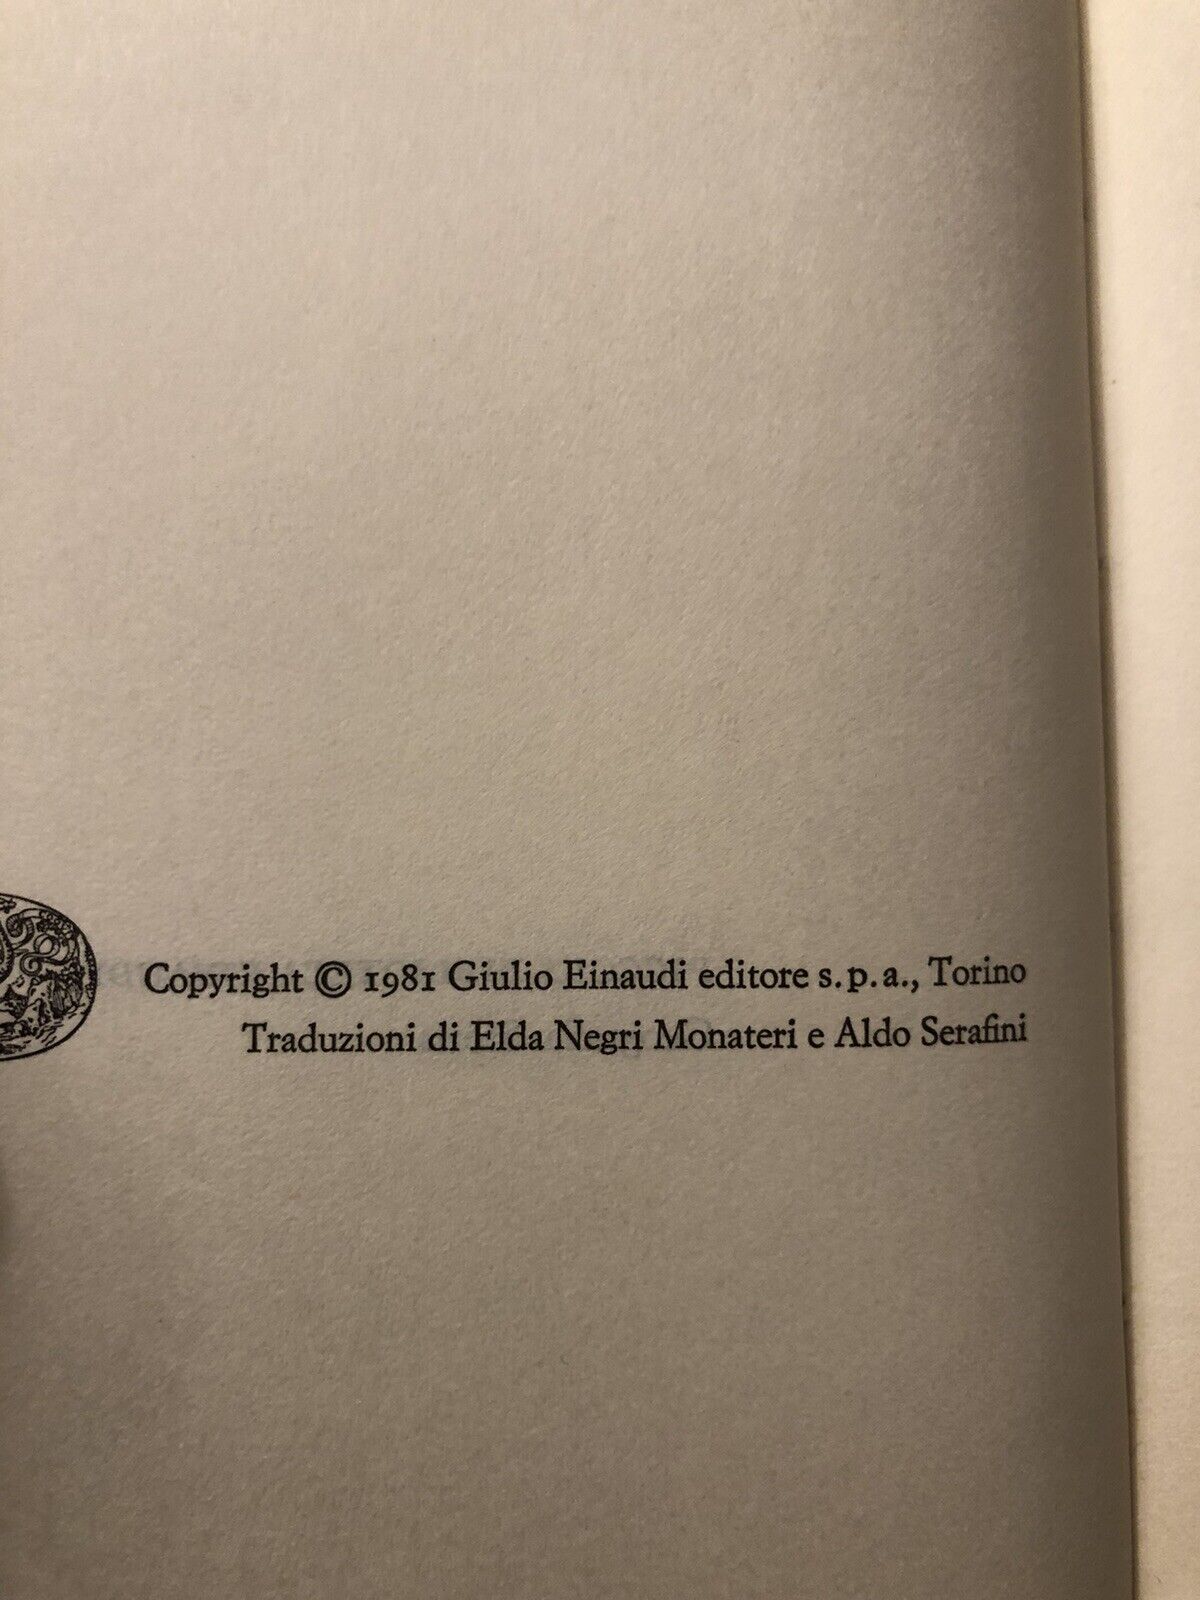 Copyright © 1981 Giulio Einaudi editore s.p.a., Torino
Traduzioni di Elda Negri Monateri e Aldo Serafini